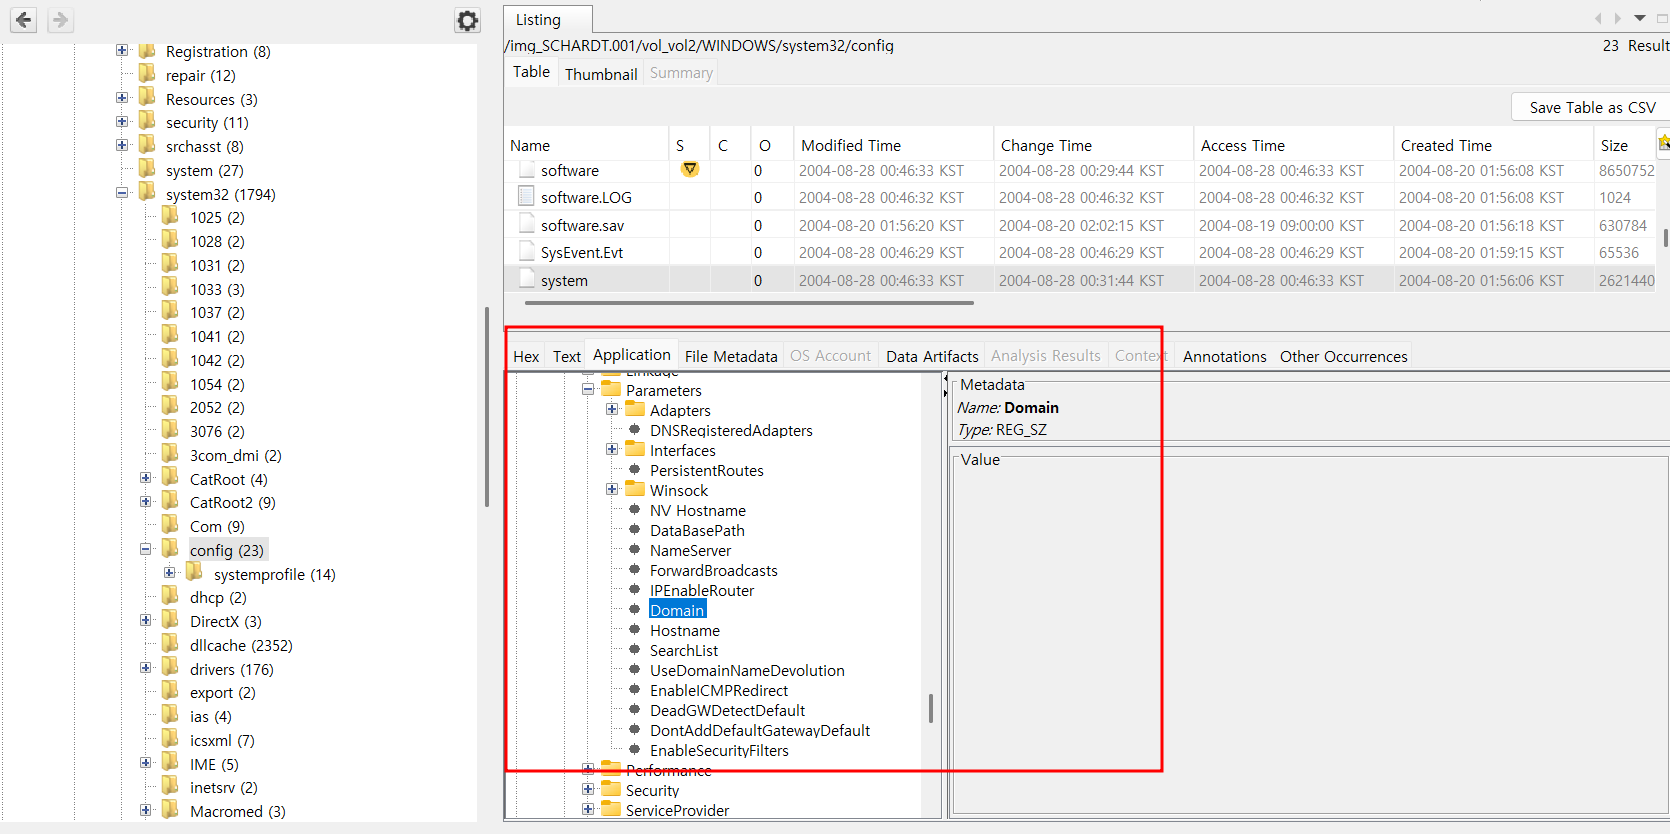 Registration (8)
repair (12)
Resources (3)
security (11)
srchasst (8)
system (27)
system32 (1794)
1025 (2)
1028 (2)
1031 (2)
1033 (3)
1037 (2)
1041 (2)
1042 (2)
1054 (2)
2052 (2)
3076 (2)
3com_dmi (2)
CatRoot (4)
CatRoot2 (9)
Com (9)
config (23)
systemprofile (14)
dhcp (2)
DirectX (3)
dllcache (2352)
drivers (176)
export (2)
ias (4)
icsxml (7)
IME (5)
inetsrv (2)
Macromed (3)
Listing
/img_SCHARDT.001/vol_vol2/WINDOWS/system32/config
23 Result
Table Thumbnail Summary
Save Table as CSV
Name S C O Modified Time Change Time Access Time Created Time Size
software 0 2004-08-28 00:46:33 KST 2004-08-28 00:29:44 KST 2004-08-28 00:46:33 KST 2004-08-20 01:56:08 KST 8650752
software.LOG 0 2004-08-28 00:46:32 KST 2004-08-28 00:46:32 KST 2004-08-28 00:46:32 KST 2004-08-20 01:56:08 KST 1024
software.sav 0 2004-08-20 01:56:20 KST 2004-08-20 02:02:15 KST 2004-08-19 09:00:00 KST 2004-08-20 01:56:18 KST 630784
SysEvent.Evt 0 2004-08-28 00:46:29 KST 2004-08-28 00:46:29 KST 2004-08-28 00:46:29 KST 2004-08-20 01:59:15 KST 65536
system 0 2004-08-28 00:46:33 KST 2004-08-28 00:31:44 KST 2004-08-28 00:46:33 KST 2004-08-20 01:56:06 KST 2621440
Hex Text Application File Metadata OS Account Data Artifacts Analysis Results Context Annotations Other Occurrences
Linkage
Parameters
Adapters
DNSRegisteredAdapters
Interfaces
PersistentRoutes
Winsock
NV Hostname
DataBasePath
NameServer
ForwardBroadcasts
IPEnableRouter
Domain
Hostname
SearchList
UseDomainNameDevolution
EnableICMPRedirect
DeadGWDetectDefault
DontAddDefaultGatewayDefault
EnableSecurityFilters
Performance
Security
ServiceProvider
Metadata
Name: Domain
Type: REG_SZ
Value